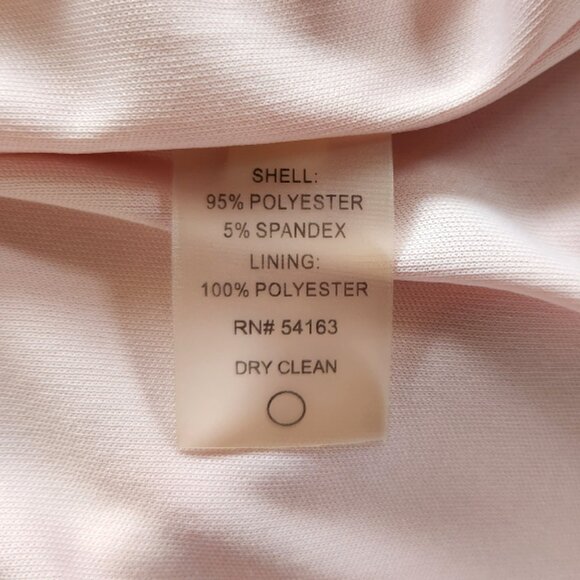 SHELL:
95% POLYESTER
5% SPANDEX
LINING:
100% POLYESTER
RN# 54163
DRY CLEAN